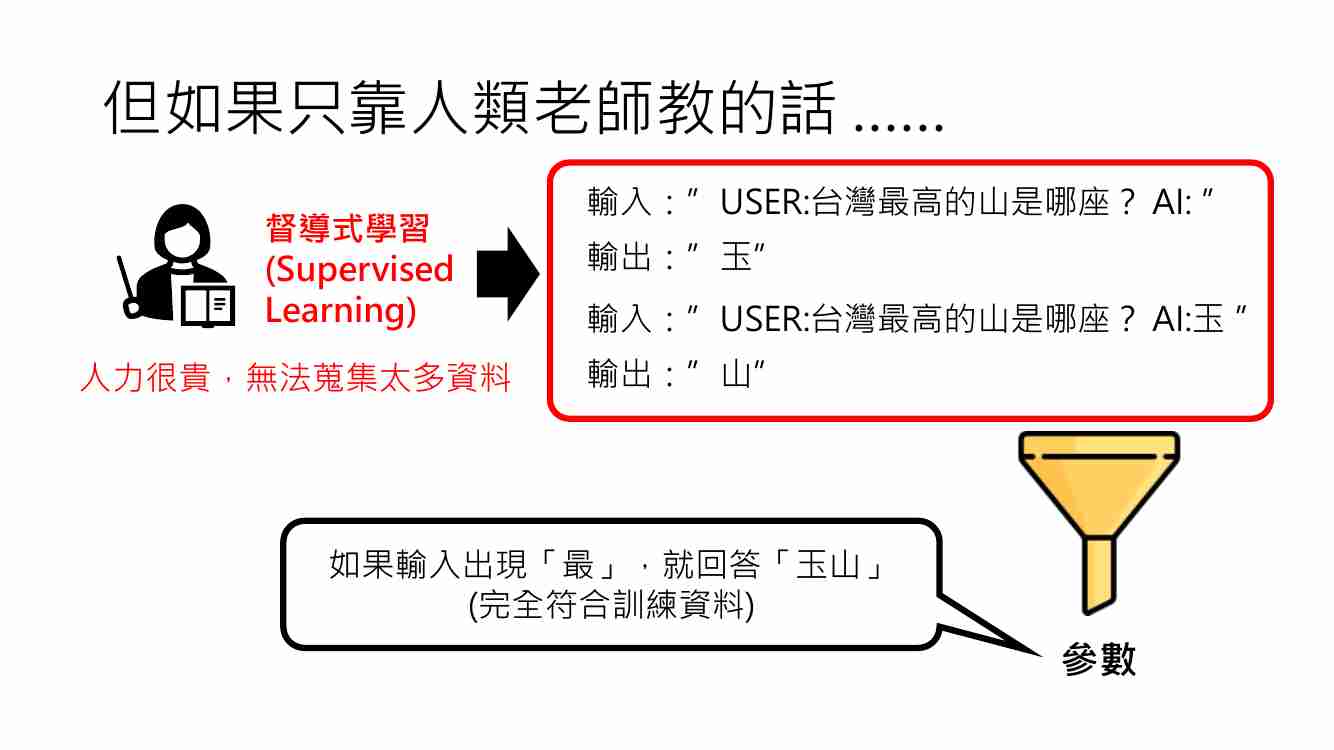 但如果只靠人類老師教的話 ……
督導式學習
(Supervised
Learning)
人力很貴，無法蒐集太多資料
輸入：”USER:台灣最高的山是哪座？ AI: ”
輸出：”玉”
輸入：”USER:台灣最高的山是哪座？ AI:玉 ”
輸出：”山”
如果輸入出現「最」，就回答「玉山」
(完全符合訓練資料)
參數